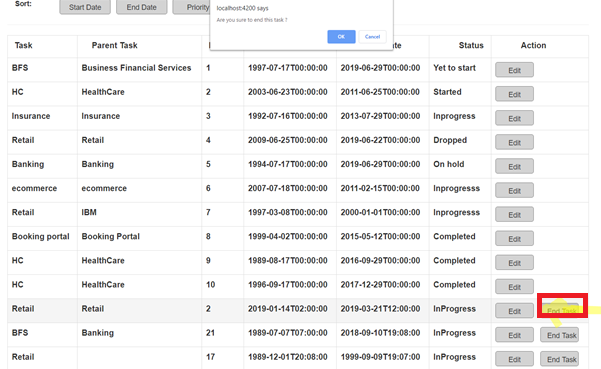 Sort: Start Date End Date Priority
localhost:4200 says
Are you sure to end this task ?
OK Cancel
Task Parent Task Status Action
BFS Business Financial Services 1 1997-07-17T00:00:00 2019-06-29T00:00:00 Yet to start Edit
HC HealthCare 2 2003-06-23T00:00:00 2011-06-25T00:00:00 Started Edit
Insurance Insurance 3 1992-07-16T00:00:00 2013-07-29T00:00:00 Inprogress Edit
Retail Retail 4 2009-06-25T00:00:00 2019-06-22T00:00:00 Dropped Edit
Banking Banking 5 1994-07-17T00:00:00 2019-06-29T00:00:00 On hold Edit
ecommerce ecommerce 6 2007-07-18T00:00:00 2011-02-15T00:00:00 Inprogresss Edit
Retail IBM 7 1997-03-08T00:00:00 2000-01-01T00:00:00 Inprogresss Edit
Booking portal Booking Portal 8 1999-04-02T00:00:00 2015-05-12T00:00:00 Completed Edit
HC HealthCare 9 1989-08-17T00:00:00 2016-09-29T00:00:00 Completed Edit
HC HealthCare 10 1996-09-17T00:00:00 2017-12-29T00:00:00 Completed Edit
Retail Retail 2 2019-01-14T02:00:00 2019-03-21T12:00:00 InProgress Edit End Task
BFS Banking 21 1989-07-07T07:00:00 2018-09-10T19:08:00 InProgress Edit End Task
Retail 17 1989-12-01T20:08:00 1999-09-09T19:07:00 InProgress Edit End Task